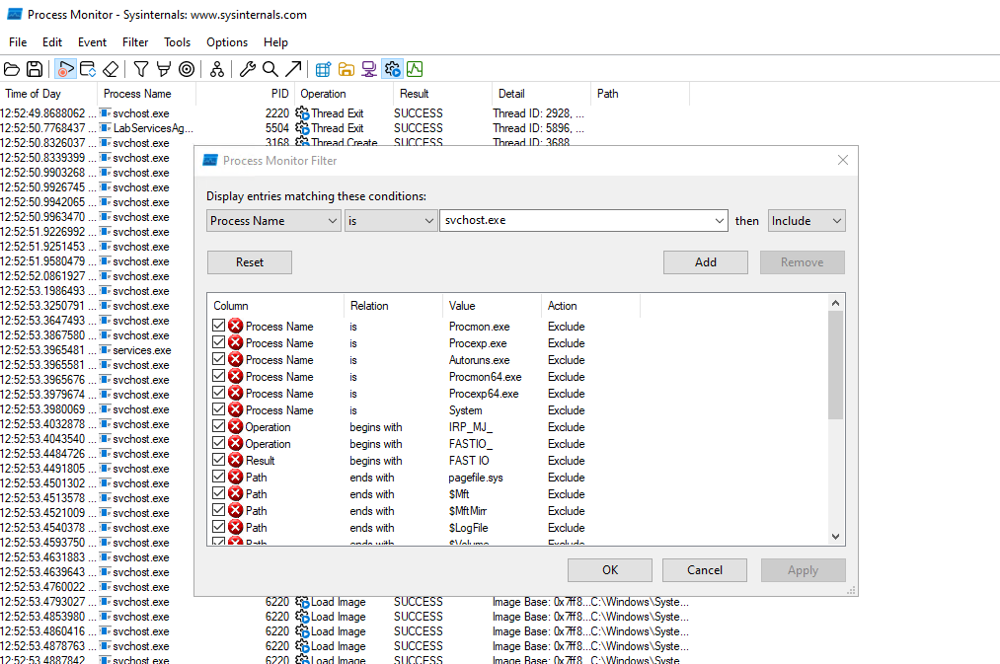 Process Monitor - Sysinternals: www.sysinternals.com
File Edit Event Filter Tools Options Help
Time of Day Process Name PID Operation Result Detail Path
12:52:49.8688062 ... svchost.exe 2220 Thread Exit SUCCESS Thread ID: 2928, ...
12:52:50.7768437 ... LabServicesAg... 5504 Thread Exit SUCCESS Thread ID: 5896, ...
12:52:50.8326037 ... svchost.exe 3168 Thread Create SUCCESS Thread ID: 3688
12:52:50.8339399 ... svchost.exe
12:52:50.9903268 ... svchost.exe
12:52:50.9926745 ... svchost.exe
12:52:50.9942065 ... svchost.exe
12:52:50.9963470 ... svchost.exe
12:52:51.9226992 ... svchost.exe
12:52:51.9251453 ... svchost.exe
12:52:51.9580479 ... svchost.exe
12:52:52.0861927 ... svchost.exe
12:52:53.1986493 ... svchost.exe
12:52:53.3250791 ... svchost.exe
12:52:53.3647493 ... svchost.exe
12:52:53.3867580 ... svchost.exe
12:52:53.3965481 ... services.exe
12:52:53.3965581 ... svchost.exe
12:52:53.3965676 ... svchost.exe
12:52:53.3979674 ... svchost.exe
12:52:53.3980069 ... svchost.exe
12:52:53.4032878 ... svchost.exe
12:52:53.4043540 ... svchost.exe
12:52:53.4484726 ... svchost.exe
12:52:53.4491805 ... svchost.exe
12:52:53.4501302 ... svchost.exe
12:52:53.4513578 ... svchost.exe
12:52:53.4521009 ... svchost.exe
12:52:53.4540378 ... svchost.exe
12:52:53.4593750 ... svchost.exe
12:52:53.4631883 ... svchost.exe
12:52:53.4639643 ... svchost.exe
12:52:53.4760022 ... svchost.exe
12:52:53.4793027 ... svchost.exe 6220 Load Image SUCCESS Image Base: 0x7ff8... C:\Windows\Syste...
12:52:53.4853980 ... svchost.exe 6220 Load Image SUCCESS Image Base: 0x7ff8... C:\Windows\Syste...
12:52:53.4860416 ... svchost.exe 6220 Load Image SUCCESS Image Base: 0x7ff8... C:\Windows\Syste...
12:52:53.4878763 ... svchost.exe 6220 Load Image SUCCESS Image Base: 0x7ff8... C:\Windows\Syste...
12:52:53.4887842 ... svchost.exe 6220 Load Image SUCCESS Image Base: 0x7ff8... C:\Windows\Syste...
Process Monitor Filter
Display entries matching these conditions:
Process Name is svchost.exe then Include
Reset Add Remove
Column Relation Value Action
Process Name is Procmon.exe Exclude
Process Name is Procexp.exe Exclude
Process Name is Autoruns.exe Exclude
Process Name is Procmon64.exe Exclude
Process Name is Procexp64.exe Exclude
Process Name is System Exclude
Operation begins with IRP_MJ_ Exclude
Operation begins with FASTIO_ Exclude
Result begins with FAST IO Exclude
Path ends with pagefile.sys Exclude
Path ends with $Mft Exclude
Path ends with $MftMirr Exclude
Path ends with $LogFile Exclude
Path ends with $Volume Exclude
OK Cancel Apply